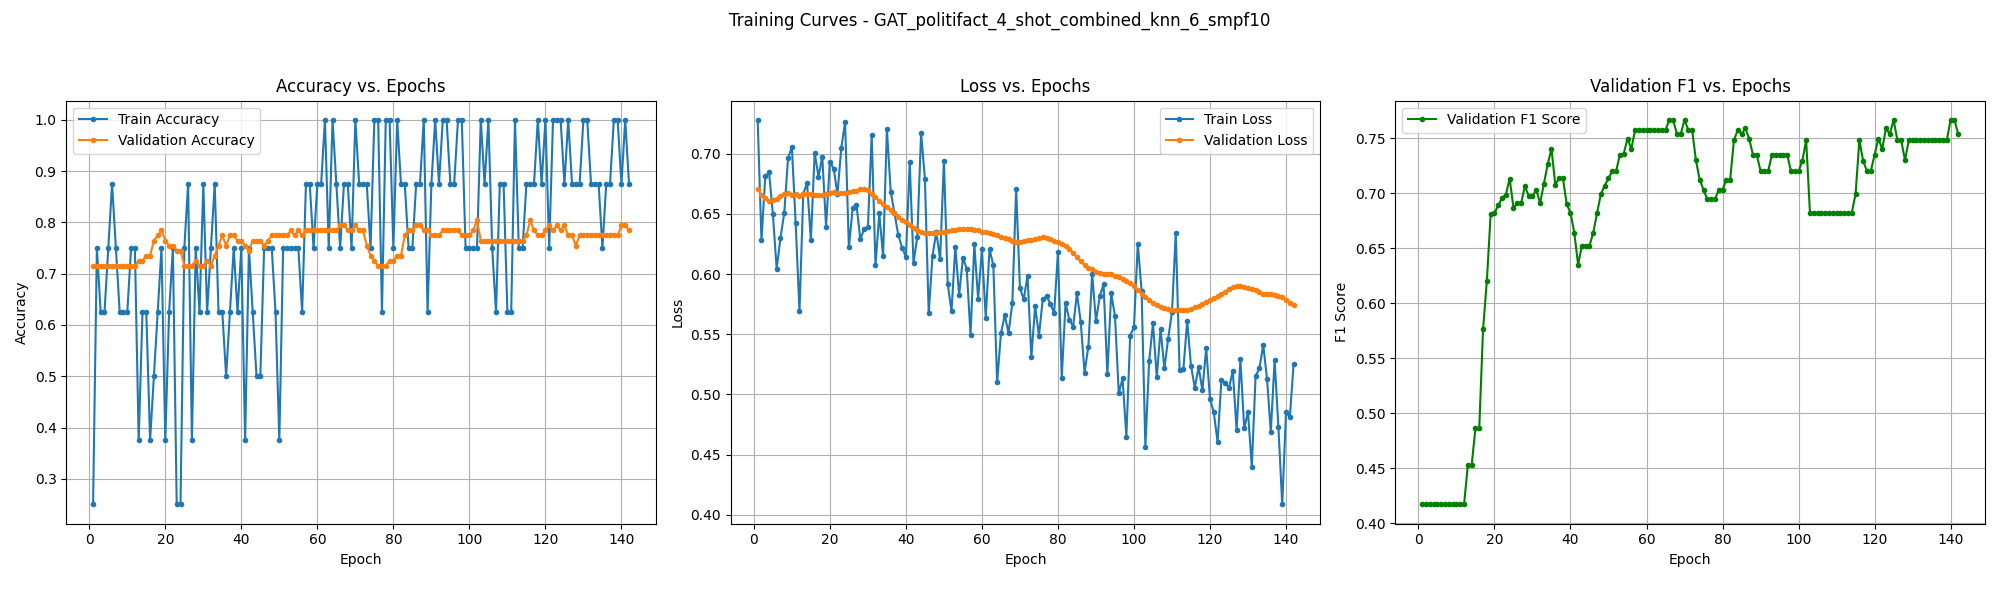 Training Curves - GAT_politifact_4_shot_combined_knn_6_smpf10
Accuracy vs. Epochs
Train Accuracy
Validation Accuracy
1.0
0.9
0.8
0.7
0.6
0.5
0.4
0.3
Accuracy
0 20 40 60 80 100 120 140
Epoch
Loss vs. Epochs
Train Loss
Validation Loss
0.70
0.65
0.60
0.55
0.50
0.45
0.40
Loss
0 20 40 60 80 100 120 140
Epoch
Validation F1 vs. Epochs
Validation F1 Score
0.75
0.70
0.65
0.60
0.55
0.50
0.45
0.40
F1 Score
0 20 40 60 80 100 120 140
Epoch